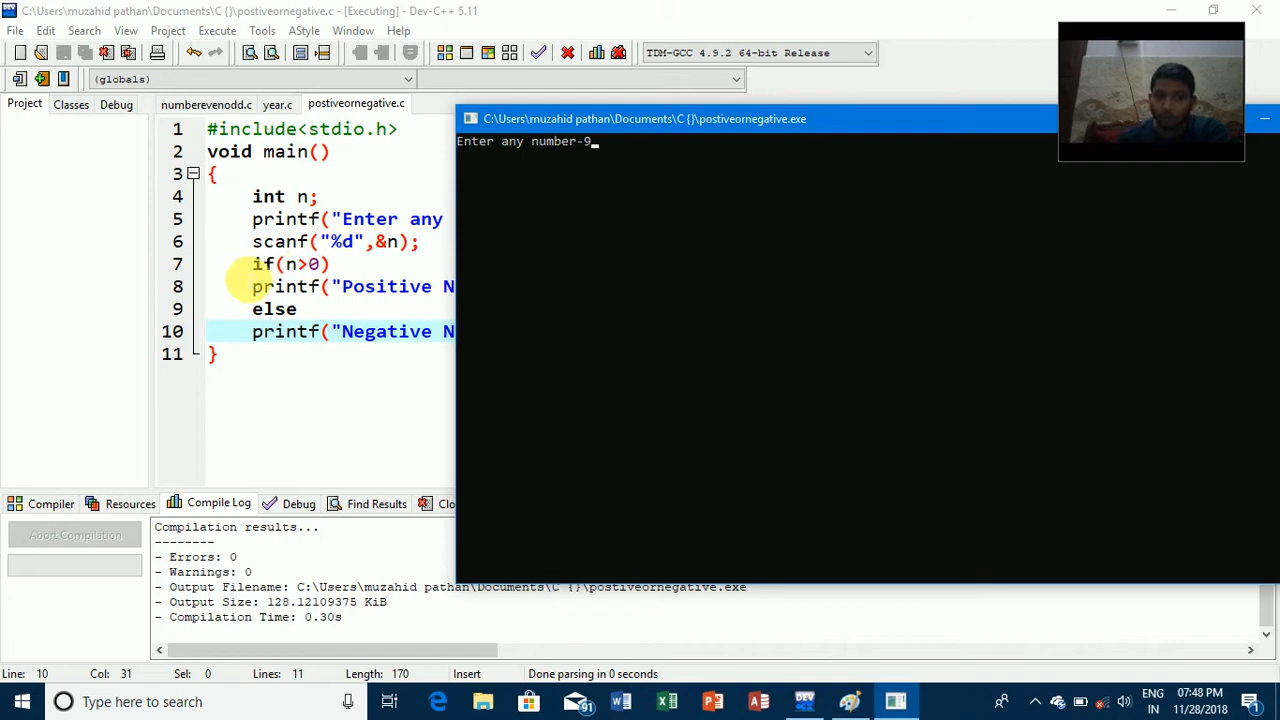 C:\Users\muzahid pathan\Documents\C {}\postiveornegative.c - [Executing] - Dev-C++ 5.11
File Edit Search View Project Execute Tools AStyle Window Help
TDM-GCC 4.9.2 64-bit Release
(globals)
Project Classes Debug numberevenodd.c year.c postiveornegative.c
C:\Users\muzahid pathan\Documents\C {}\postiveornegative.exe
Enter any number-9
1 #include<stdio.h>
2 void main()
3 {
4 int n;
5 printf("Enter any
6 scanf("%d",&n);
7 if(n>0)
8 printf("Positive N
9 else
10 printf("Negative N
11 }
Compiler Resources Compile Log Debug Find Results Clo
Abort Compilation
Compilation results...
--------
- Errors: 0
- Warnings: 0
- Output Filename: C:\Users\muzahid pathan\Documents\C {}\postiveornegative.exe
- Output Size: 128.12109375 KiB
- Compilation Time: 0.30s
Line: 10 Col: 31 Sel: 0 Lines: 11 Length: 170 Insert Done parsing in 0 seconds
Type here to search
91
ENG
IN
07:48 PM
11/28/2018
1